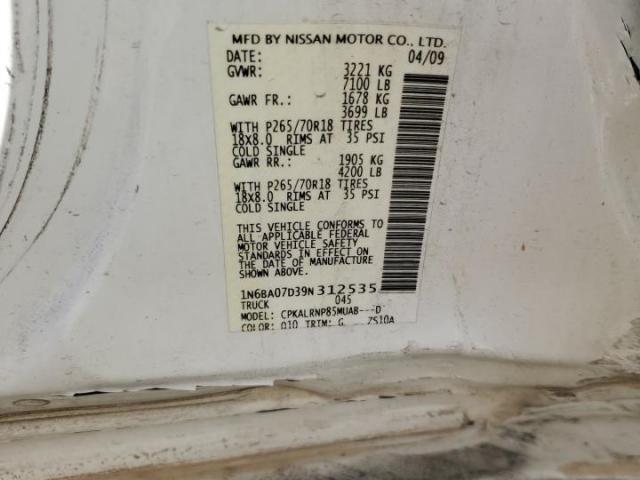 MFD BY NISSAN MOTOR CO., LTD.
DATE: 04/09
GVWR: 3221 KG
7100 LB
GAWR FR.: 1678 KG
3699 LB
WITH P265/70R18 TIRES
18X8.0 RIMS AT 35 PSI
COLD SINGLE
GAWR RR.: 1905 KG
4200 LB
WITH P265/70R18 TIRES
18X8.0 RIMS AT 35 PSI
COLD SINGLE
THIS VEHICLE CONFORMS TO
ALL APPLICABLE FEDERAL
MOTOR VEHICLE SAFETY
STANDARDS IN EFFECT ON
THE DATE OF MANUFACTURE
SHOWN ABOVE.
1N6BA07D39N312535
TRUCK 045
MODEL: CPKALRNP85MUAB---D
COLOR: Q10 TRIM: G 7S10A